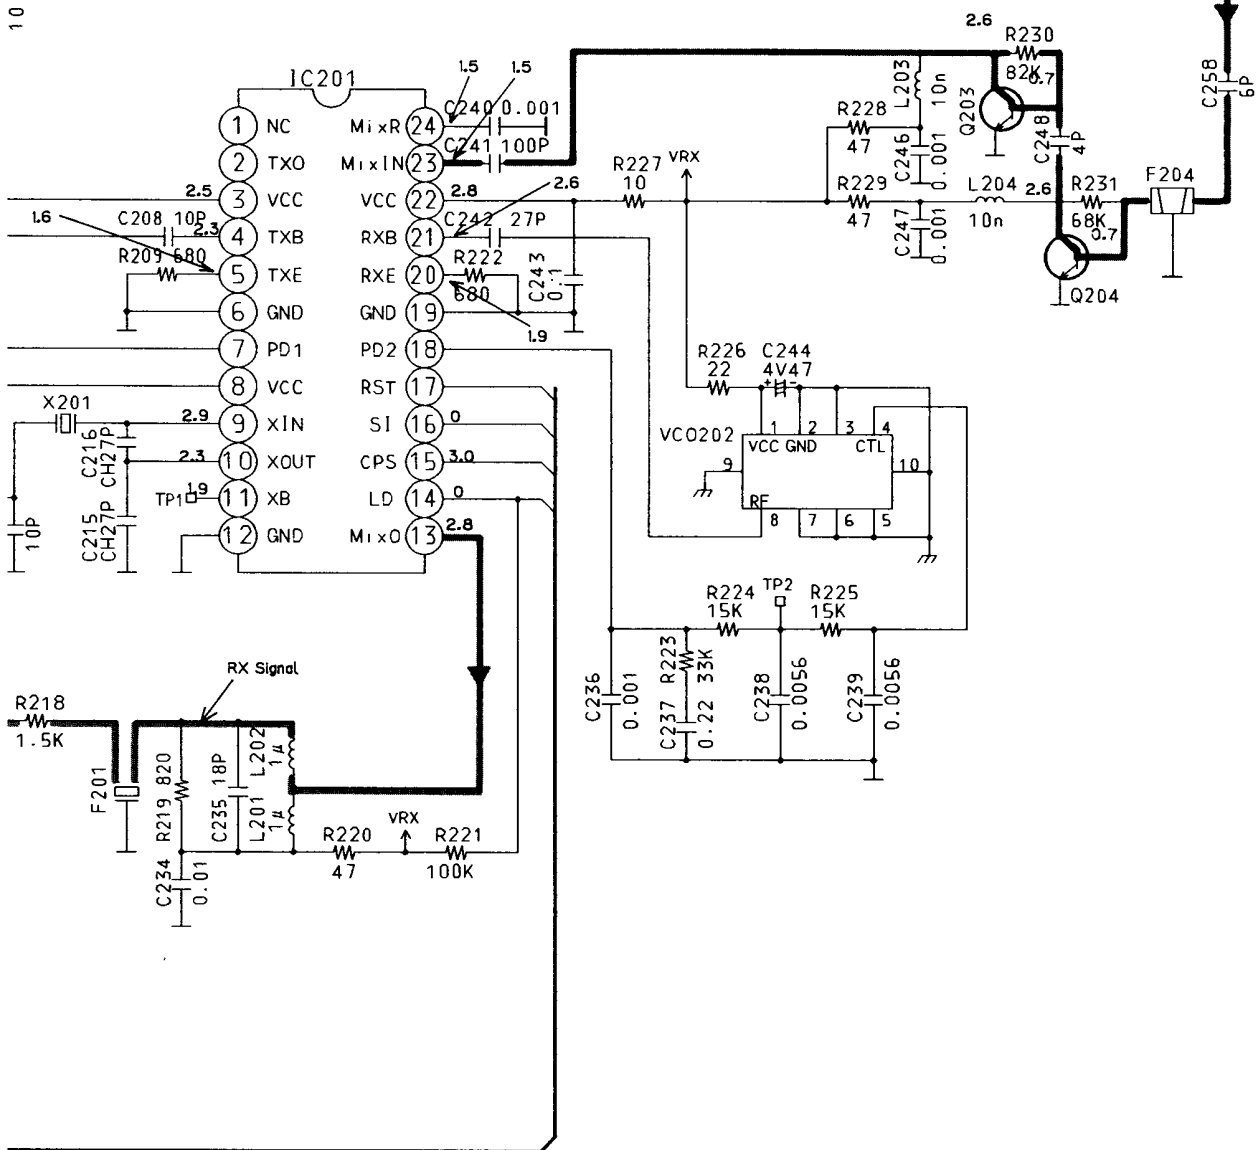 10
IC201
1 NC
2 TXO
3 VCC
4 TXB
5 TXE
6 GND
7 PD1
8 VCC
9 XIN
10 XOUT
11 XB
12 GND
MixR 24
MixIN 23
VCC 22
RXB 21
RXE 20
GND 19
PD2 18
RST 17
SI 16
CPS 15
LD 14
MixO 13
2.5
1.6
C208 10P
2.3
R209 680
X201
2.9
C216
CH27P
2.3
TP1
1.9
C215
CH27P
10P
1.5
1.5
C240 0.001
C241 100P
2.8
2.6
C242 27P
R222
680
C243
0.1
1.9
0
3.0
0
2.8
R227
10
VRX
R228
47
R229
47
L203
10n
C246
0.001
C247
0.001
L204
10n
2.6
Q203
2.6
R230
82K
0.7
C248
4P
R231
68K
0.7
Q204
F204
C258
6P
R226
22
C244
4V47
+ -
VCO202
1 2 3 4
VCC GND CTL
9
10
RF
8 7 6 5
R224
15K
TP2
R225
15K
C236
0.001
R223
33K
C237
0.22
C238
0.0056
C239
0.0056
RX Signal
R218
1.5K
F201
R219 820
C235 18P
L202
1μ
L201
1μ
C234
0.01
R220
47
VRX
R221
100K